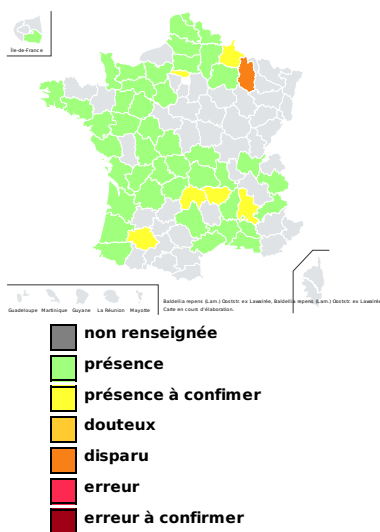 Île-de-France
Guadeloupe Martinique Guyane La Réunion Mayotte
Baldellia repens (Lam.) Ooststr. ex Lawalrée, Baldellia repens (Lam.) Ooststr. ex Lawalrée
Carte en cours d'élaboration.
non renseignée
présence
présence à confimer
douteux
disparu
erreur
erreur à confirmer